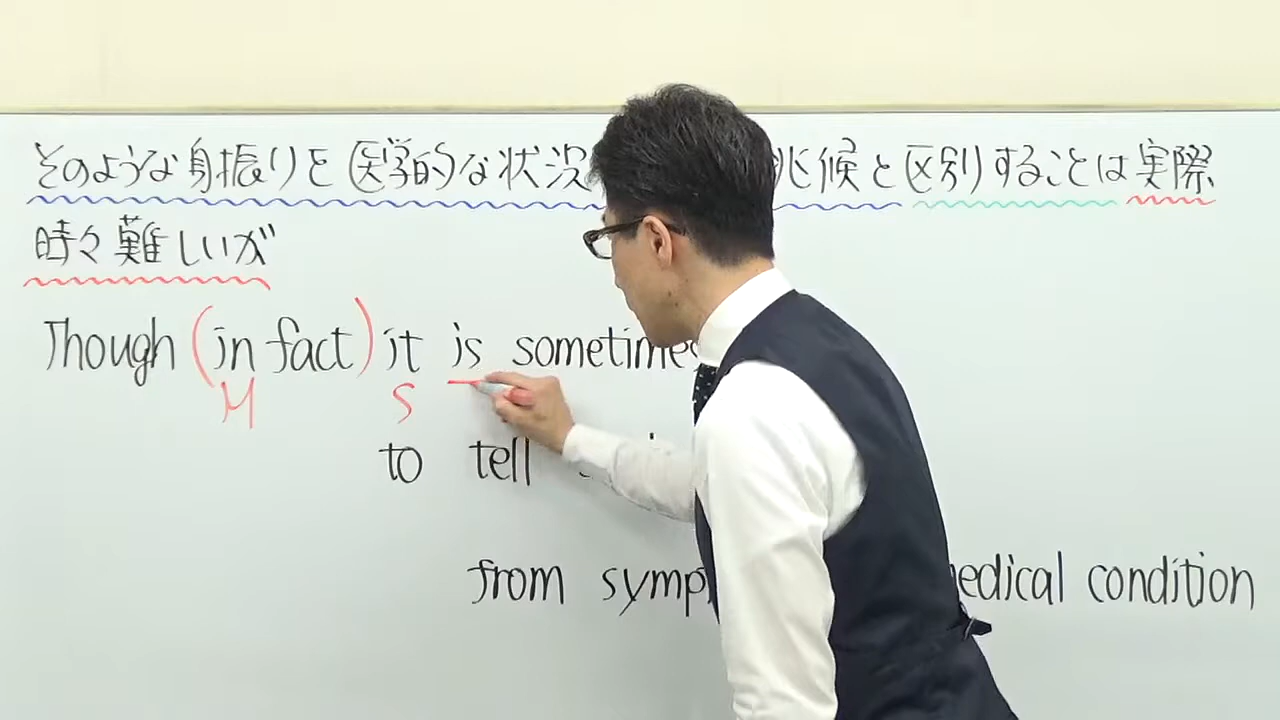 そのような身振りを医学的な状況 兆候と区別することは実際
時々難しいが
Though (in fact) it is sometimes
M S
to tell
from symp medical condition